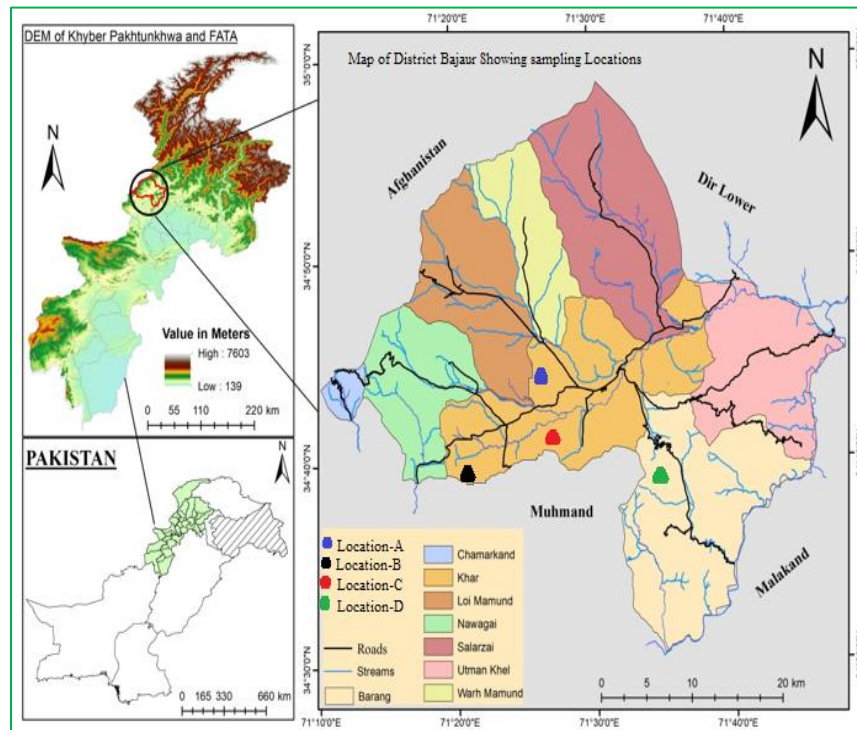 DEM of Khyber Pakhtunkhwa and FATA
N
Value in Meters
High : 7603
Low : 139
0 55 110 220 km
PAKISTAN
N
0 165 330 660 km
71°20'0"E 71°30'0"E 71°40'0"E
Map of District Bajaur Showing sampling Locations
N
Afghanistan
Dir Lower
Muhmand
Malakand
35°0'0"N
34°50'0"N
34°40'0"N
34°30'0"N
Location-A
Location-B
Location-C
Location-D
Roads
Streams
Barang
Chamarkand
Khar
Loi Mamund
Nawagai
Salarzai
Utman Khel
Warh Mamund
0 5 10 20 km
71°10'0"E 71°20'0"E 71°30'0"E 71°40'0"E